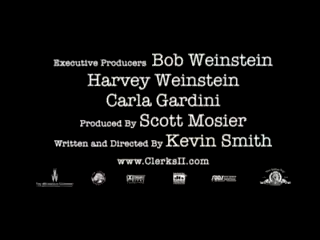 Executive Producers Bob Weinstein
Harvey Weinstein
Carla Gardini
Produced By Scott Mosier
Written and Directed By Kevin Smith
www.ClerksII.com